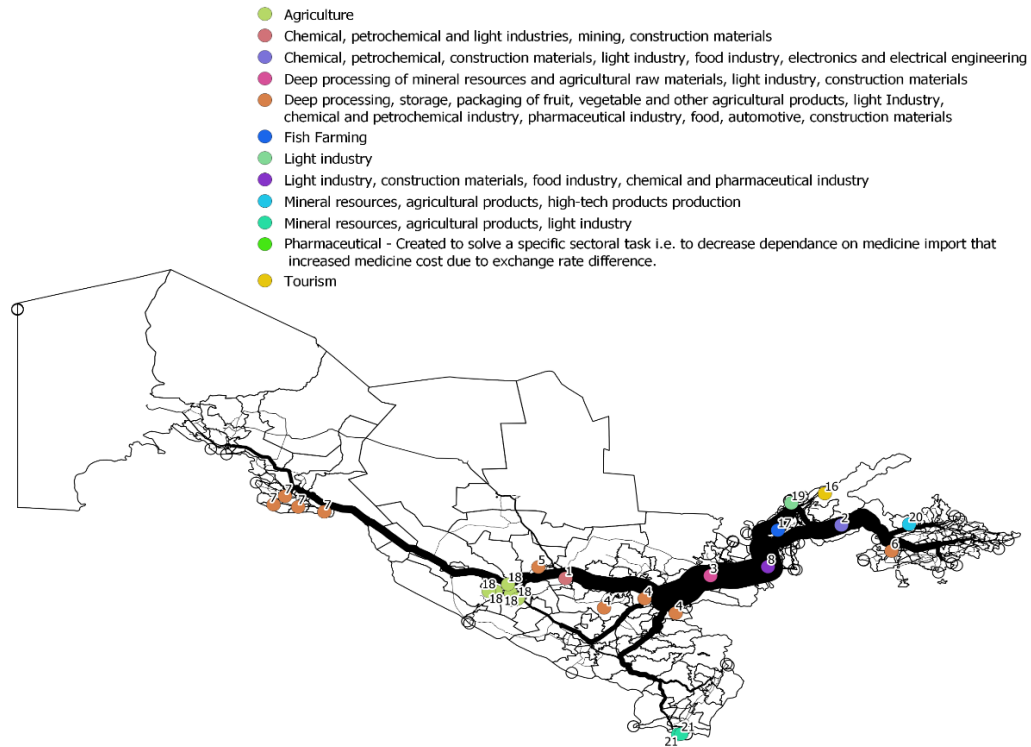 Agriculture
Chemical, petrochemical and light industries, mining, construction materials
Chemical, petrochemical, construction materials, light industry, food industry, electronics and electrical engineering
Deep processing of mineral resources and agricultural raw materials, light industry, construction materials
Deep processing, storage, packaging of fruit, vegetable and other agricultural products, light Industry,
chemical and petrochemical industry, pharmaceutical industry, food, automotive, construction materials
Fish Farming
Light industry
Light industry, construction materials, food industry, chemical and pharmaceutical industry
Mineral resources, agricultural products, high-tech products production
Mineral resources, agricultural products, light industry
Pharmaceutical - Created to solve a specific sectoral task i.e. to decrease dependance on medicine import that
increased medicine cost due to exchange rate difference.
Tourism
16
19
7
7 7 7
17 2 20
6
5
8
18 1 3
18 18
18 18
4
4 4
21
21